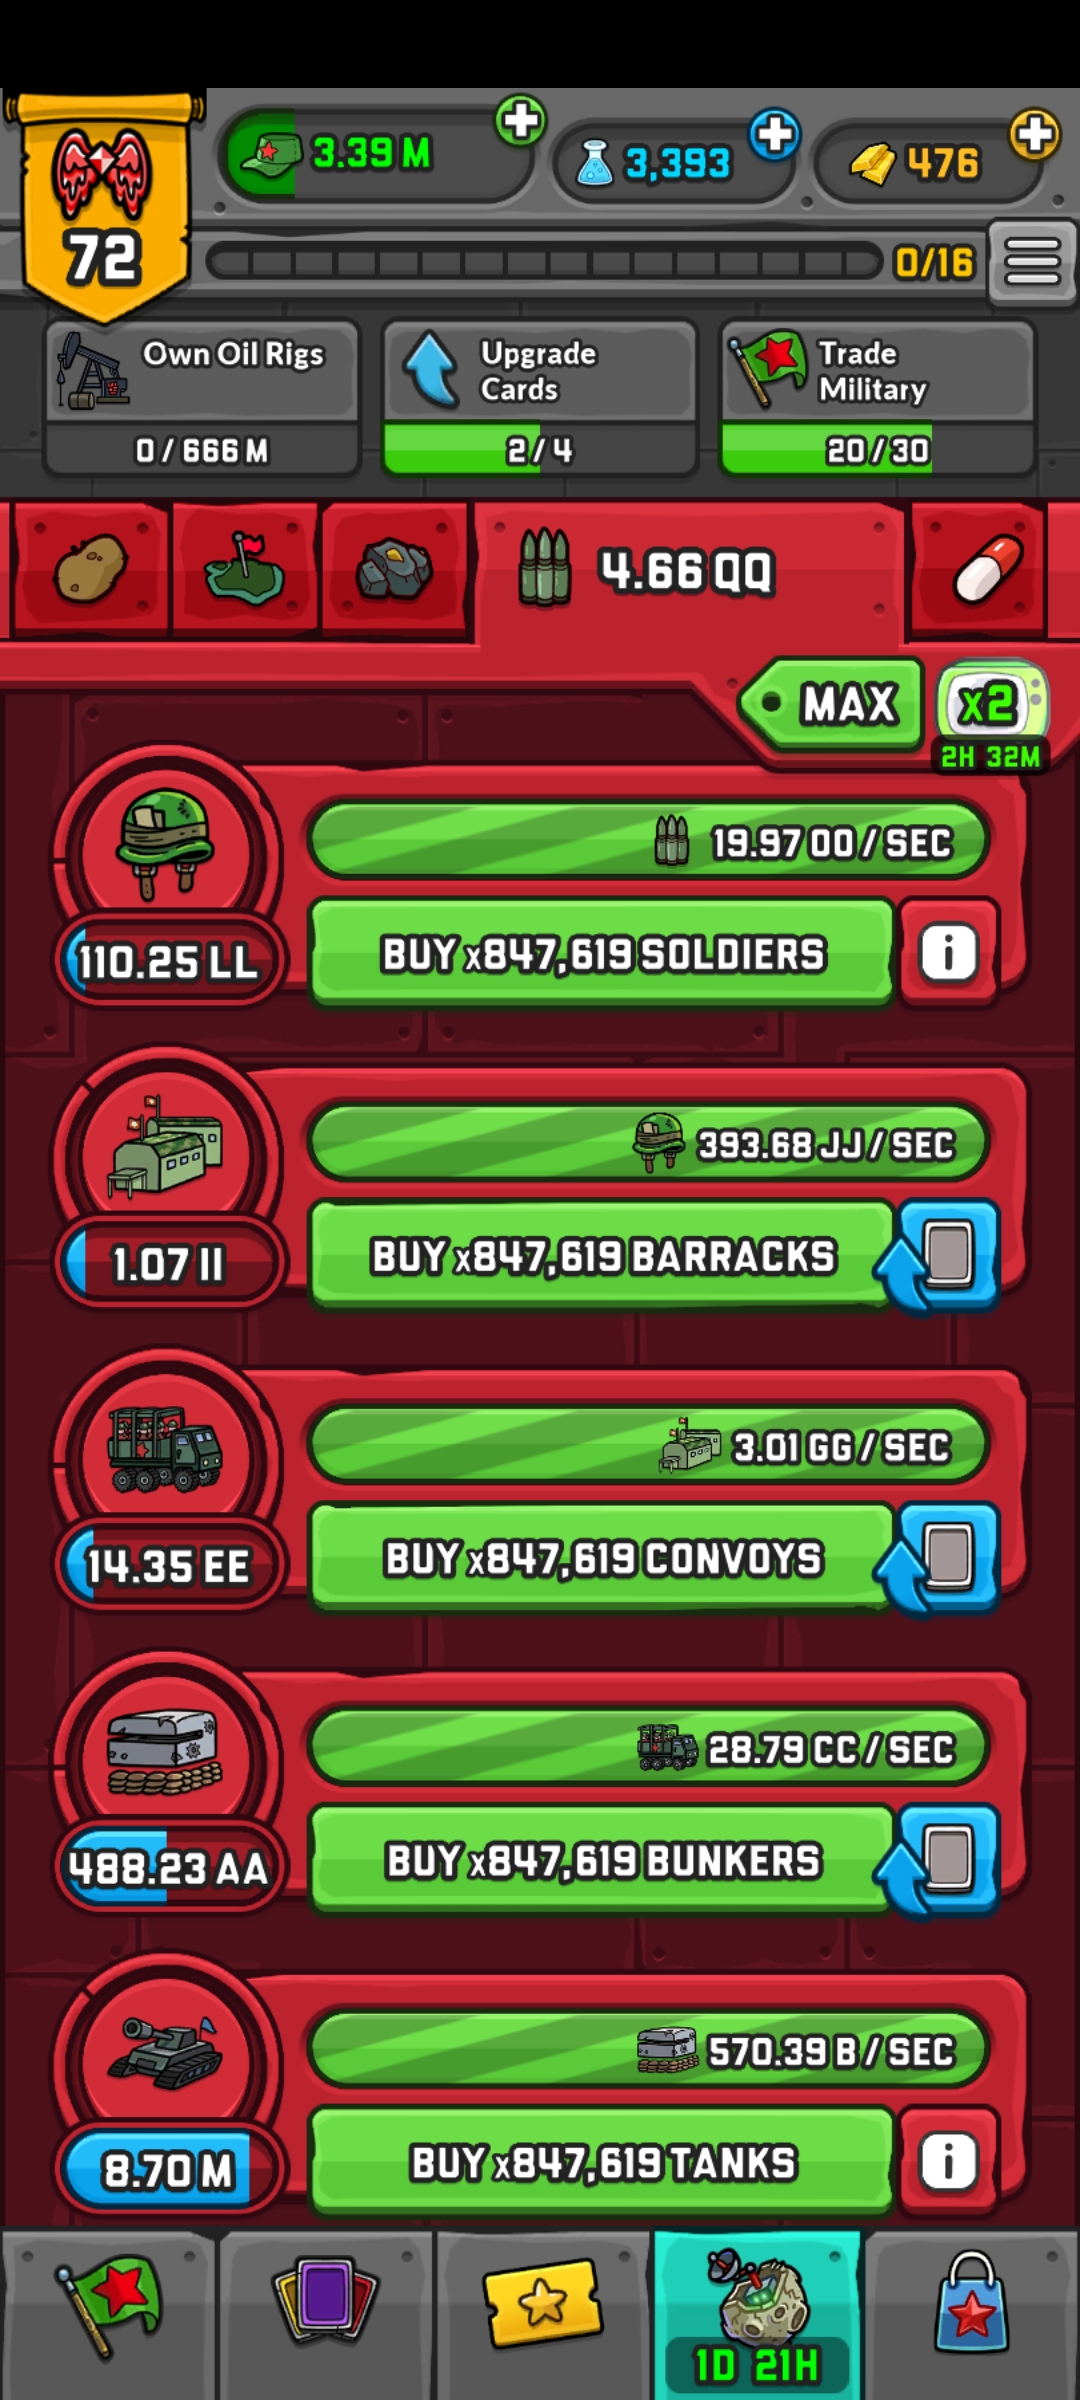 3.39 M
3,393
476
72
0/16
Own Oil Rigs
0 / 666 M
Upgrade
Cards
2 / 4
Trade
Military
20 / 30
4.66 QQ
MAX
x2
2H 32M
19.97 OO / SEC
110.25 LL
BUY x847,619 SOLDIERS
i
393.68 JJ / SEC
1.07 II
BUY x847,619 BARRACKS
3.01 GG / SEC
14.35 EE
BUY x847,619 CONVOYS
28.79 CC / SEC
488.23 AA
BUY x847,619 BUNKERS
570.39 B / SEC
8.70 M
BUY x847,619 TANKS
i
1D 21H